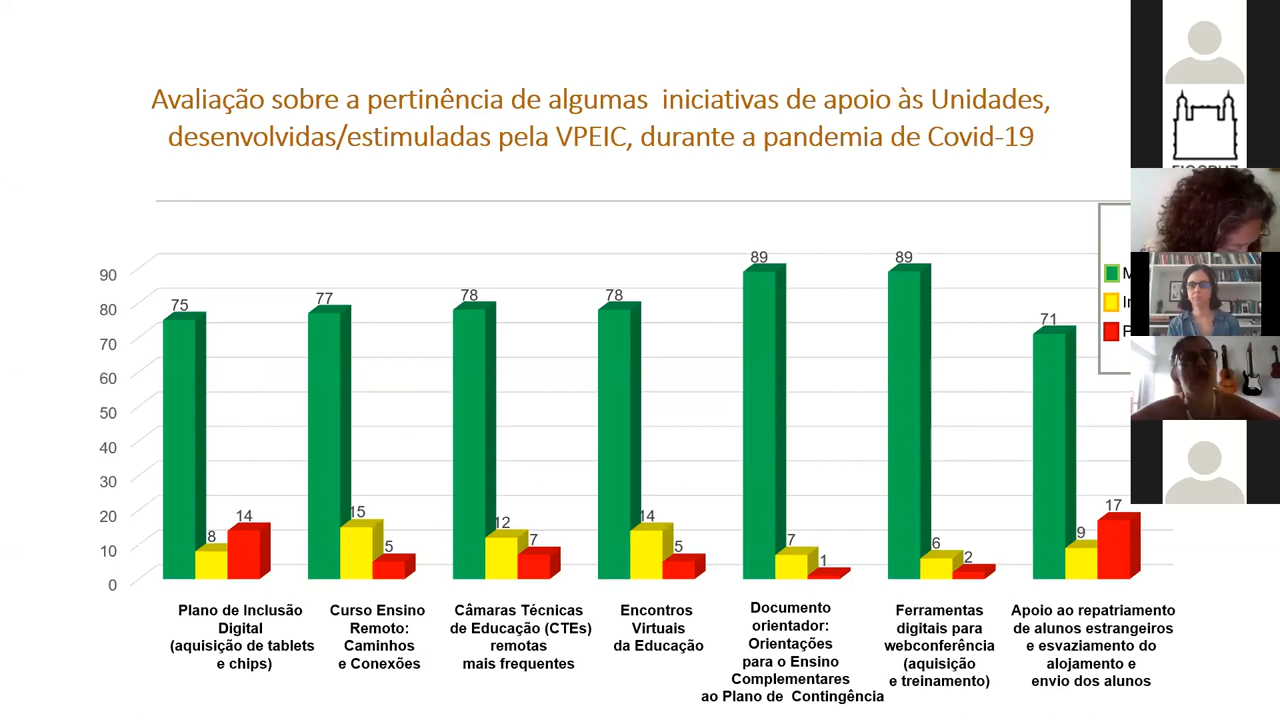 Avaliação sobre a pertinência de algumas iniciativas de apoio às Unidades,
desenvolvidas/estimuladas pela VPEIC, durante a pandemia de Covid-19
90
80
70
60
50
40
30
20
10
0
75
8
14
77
15
5
78
12
7
78
14
5
89
7
1
89
6
2
71
9
17
Plano de Inclusão
Digital
(aquisição de tablets
e chips)
Curso Ensino
Remoto:
Caminhos
e Conexões
Câmaras Técnicas
de Educação (CTEs)
remotas
mais frequentes
Encontros
Virtuais
da Educação
Documento
orientador:
Orientações
para o Ensino
Complementares
ao Plano de Contingência
Ferramentas
digitais para
webconferência
(aquisição
e treinamento)
Apoio ao repatriamento
de alunos estrangeiros
e esvaziamento do
alojamento e
envio dos alunos